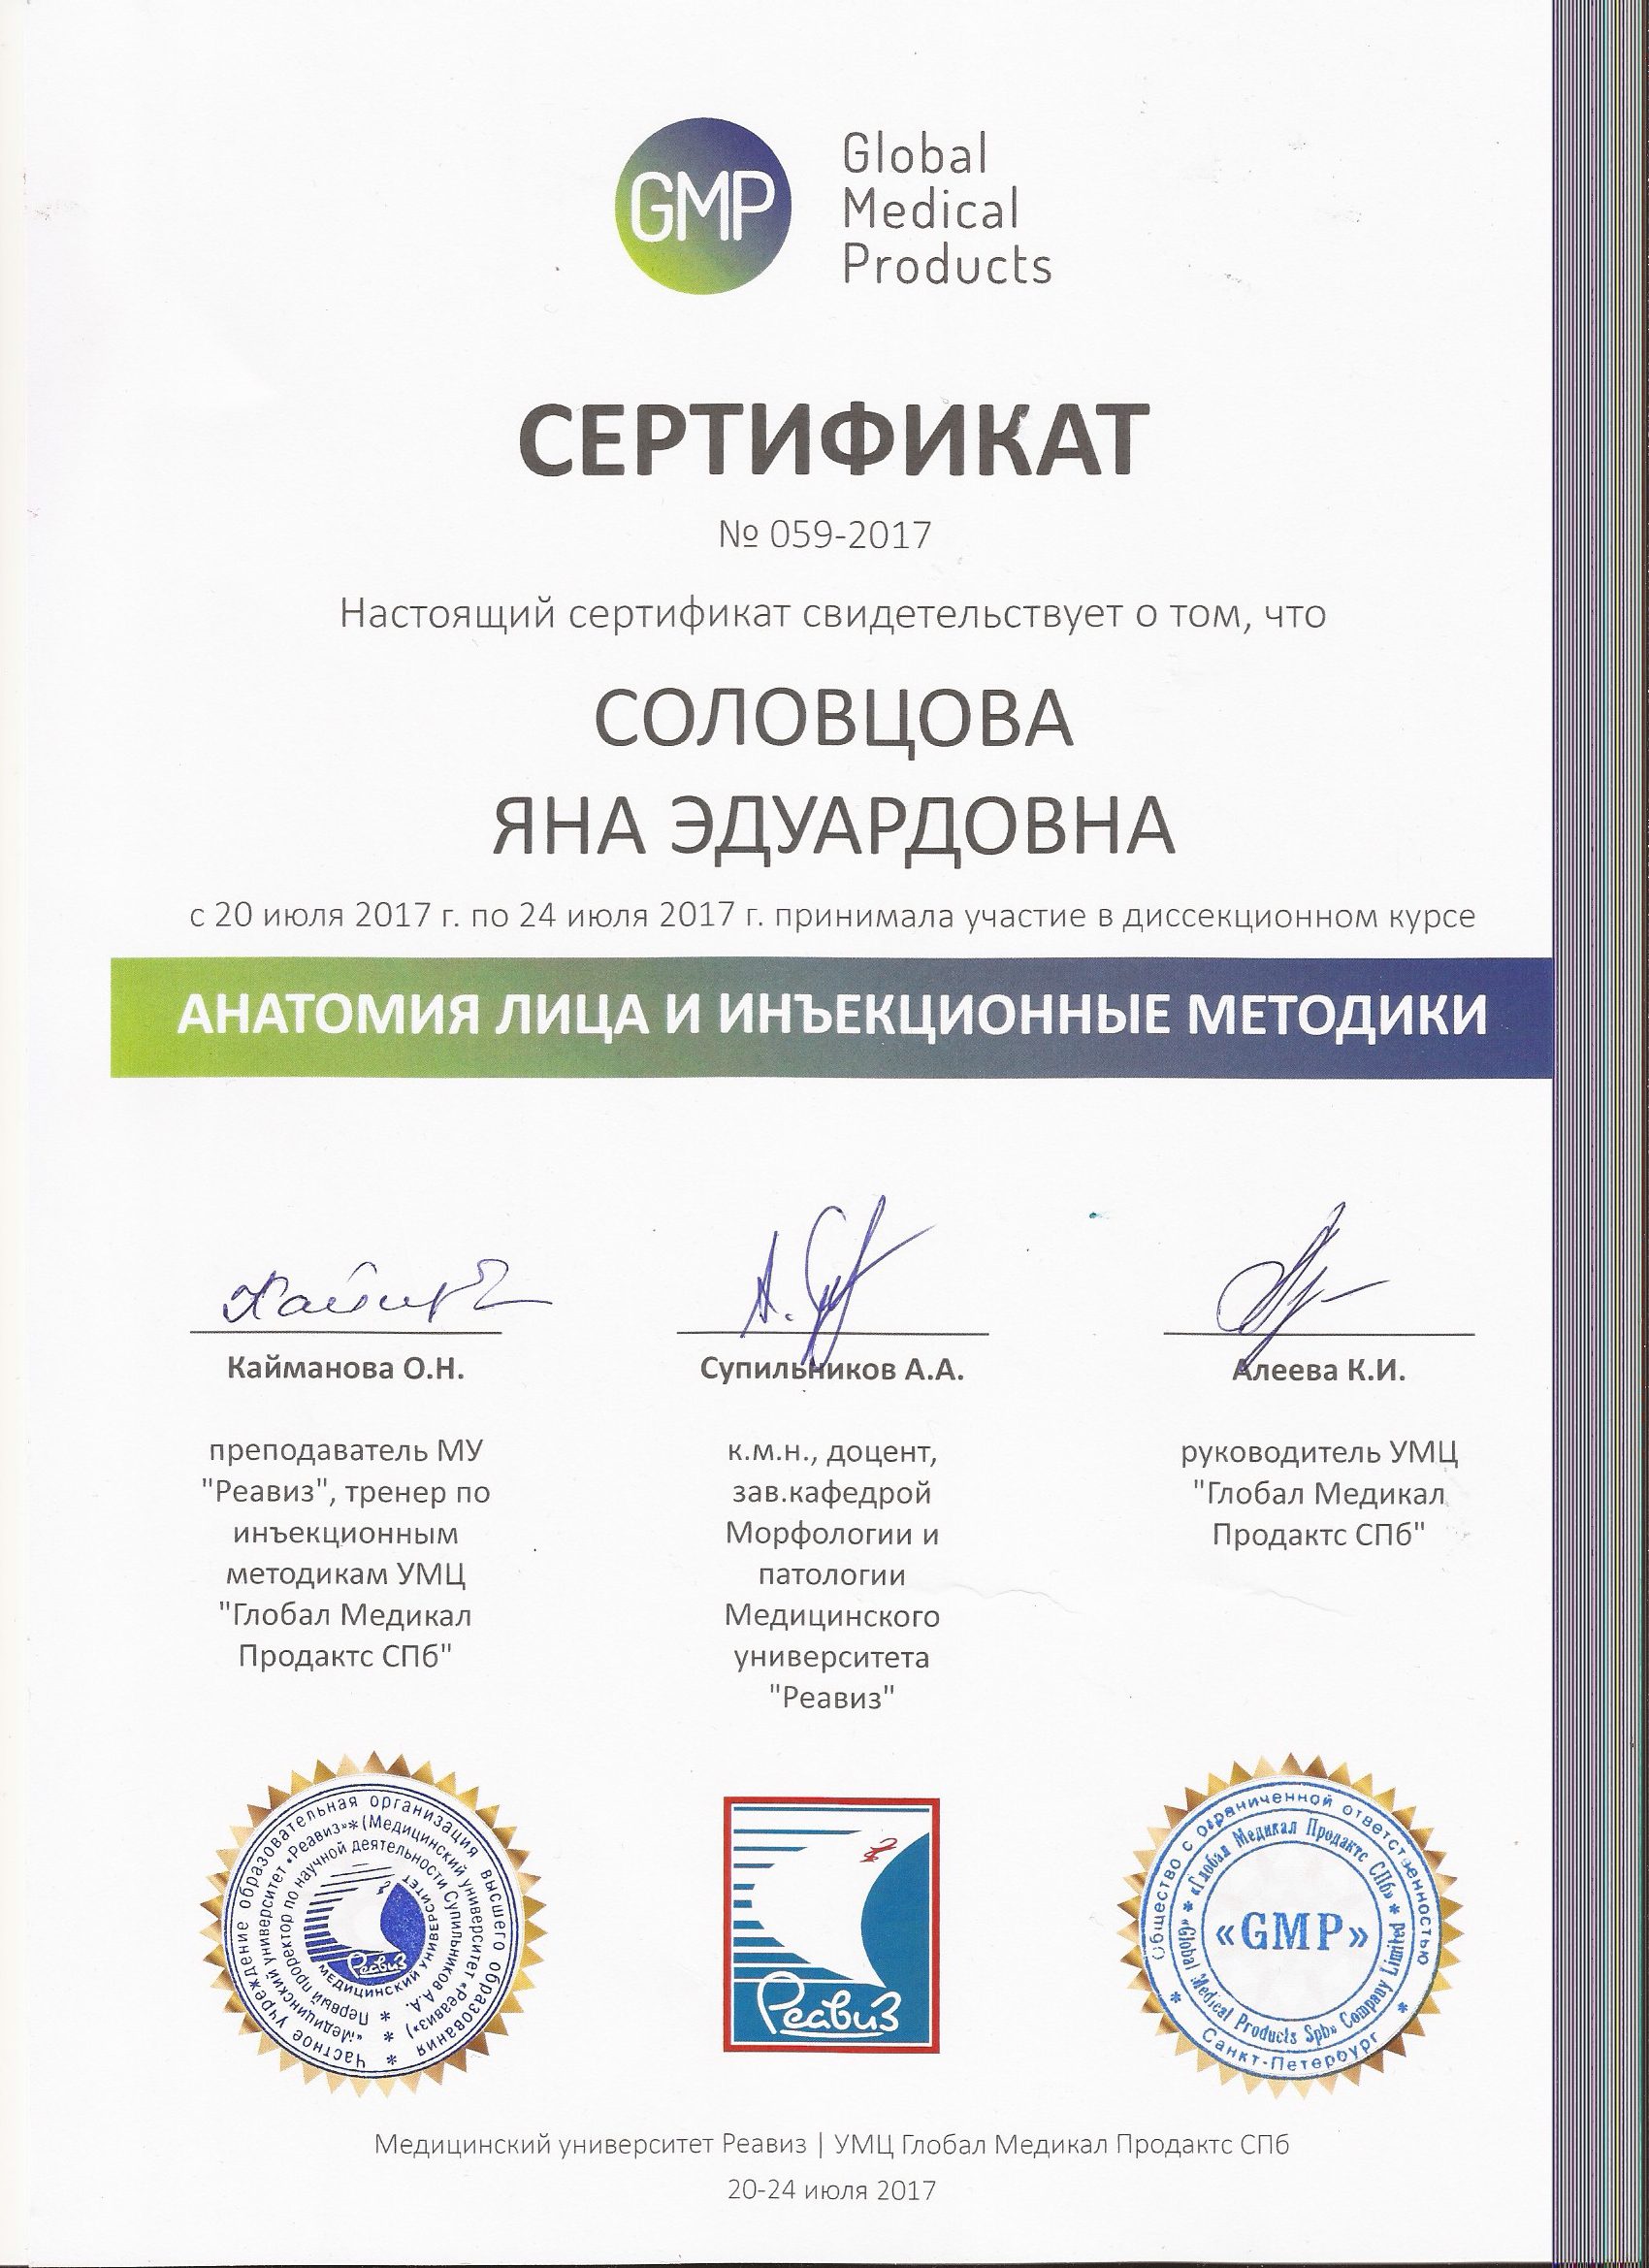 GMP
Global
Medical
Products
СЕРТИФИКАТ
№ 059-2017
Настоящий сертификат свидетельствует о том, что
СОЛОВЦОВА
ЯНА ЭДУАРДОВНА
с 20 июля 2017 г. по 24 июля 2017 г. принимала участие в диссекционном курсе
АНАТОМИЯ ЛИЦА И ИНЪЕКЦИОННЫЕ МЕТОДИКИ
Кайманова О.Н.
преподаватель МУ
"Реавиз", тренер по
инъекционным
методикам УМЦ
"Глобал Медикал
Продактс СПб"
Супильников А.А.
к.м.н., доцент,
зав.кафедрой
Морфологии и
патологии
Медицинского
университета
"Реавиз"
Алеева К.И.
руководитель УМЦ
"Глобал Медикал
Продактс СПб"
Частное учреждение образовательная организация высшего образования
«Медицинский университет «Реавиз»* (Медицинский университет «Реавиз»)
Первый проректор по научной деятельности Супильников А.А.
МЕДИЦИНСКИЙ УНИВЕРСИТЕТ
Реавиз
Реавиз
Общество с ограниченной ответственностью
«Глобал Медикал Продактс СПб»
«GMP»
«Global Medical Products Spb» Company Limited
Санкт-Петербург
Медицинский университет Реавиз | УМЦ Глобал Медикал Продактс СПб
20-24 июля 2017